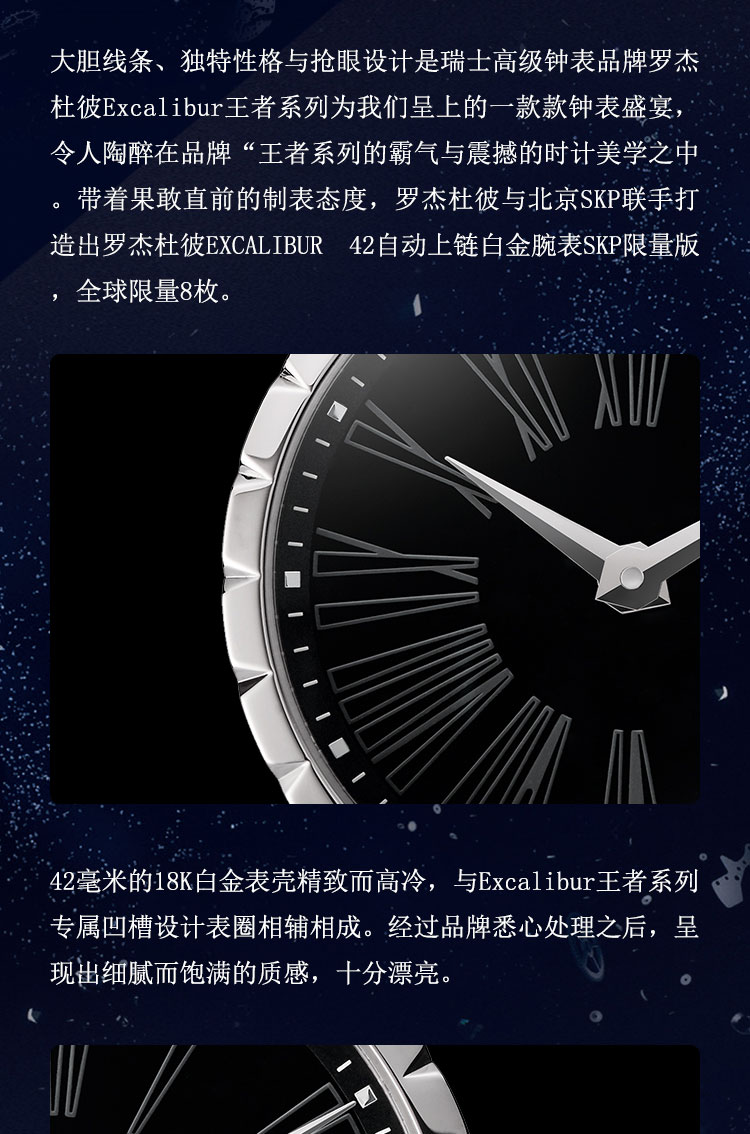 大胆线条、独特性格与抢眼设计是瑞士高级钟表品牌罗杰
杜彼Excalibur王者系列为我们呈上的一款款钟表盛宴，
令人陶醉在品牌“王者系列的霸气与震撼的时计美学之中
。带着果敢直前的制表态度，罗杰杜彼与北京SKP联手打
造出罗杰杜彼EXCALIBUR　42自动上链白金腕表SKP限量版
，全球限量8枚。
42毫米的18K白金表壳精致而高冷，与Excalibur王者系列
专属凹槽设计表圈相辅相成。经过品牌悉心处理之后，呈
现出细腻而饱满的质感，十分漂亮。